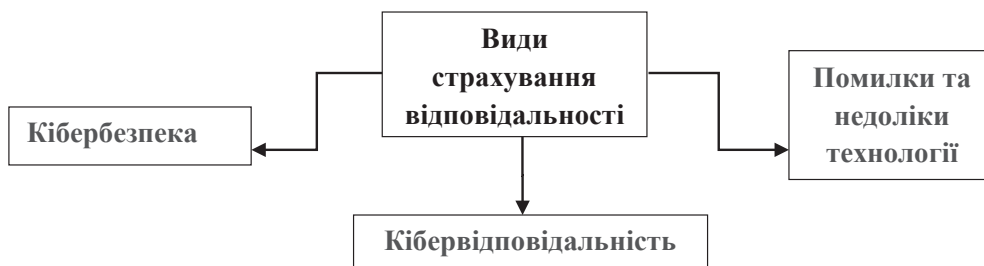 Види
страхування
відповідальності
Кібербезпека
Помилки та
недоліки
технології
Кібервідповідальність